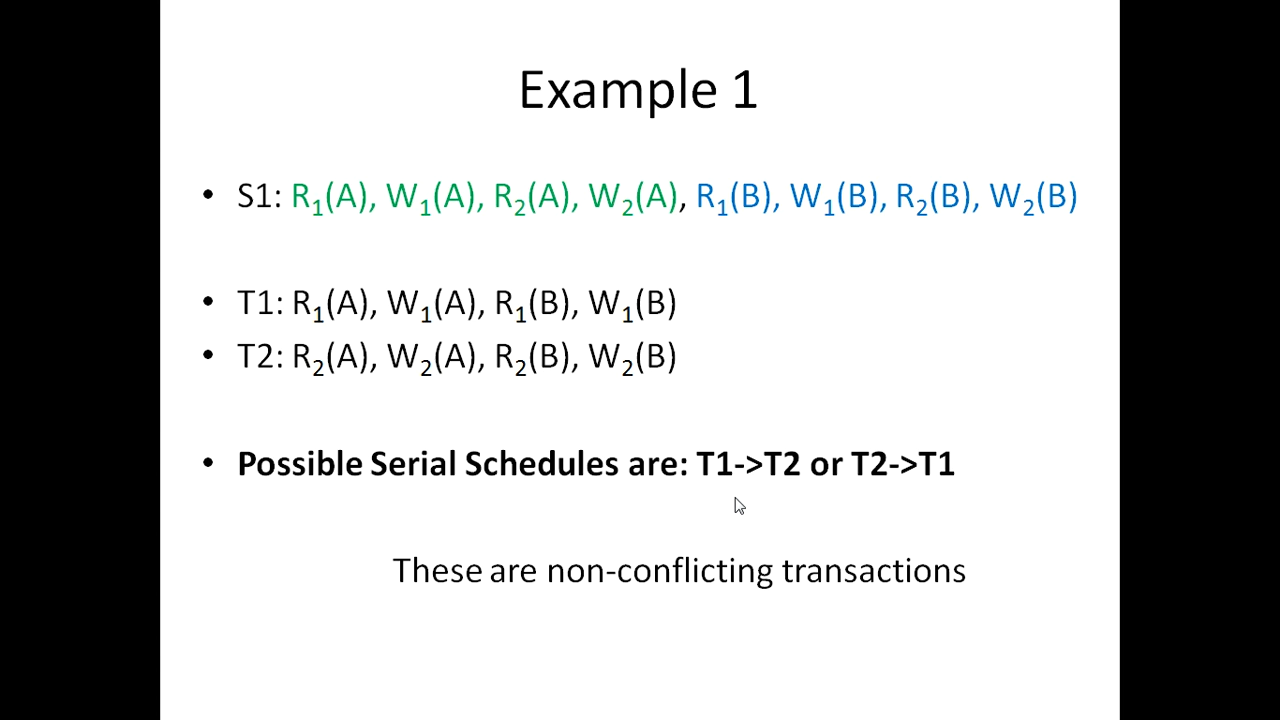 Example 1
• S1: R₁(A), W₁(A), R₂(A), W₂(A), R₁(B), W₁(B), R₂(B), W₂(B)
• T1: R₁(A), W₁(A), R₁(B), W₁(B)
• T2: R₂(A), W₂(A), R₂(B), W₂(B)
• Possible Serial Schedules are: T1->T2 or T2->T1
These are non-conflicting transactions